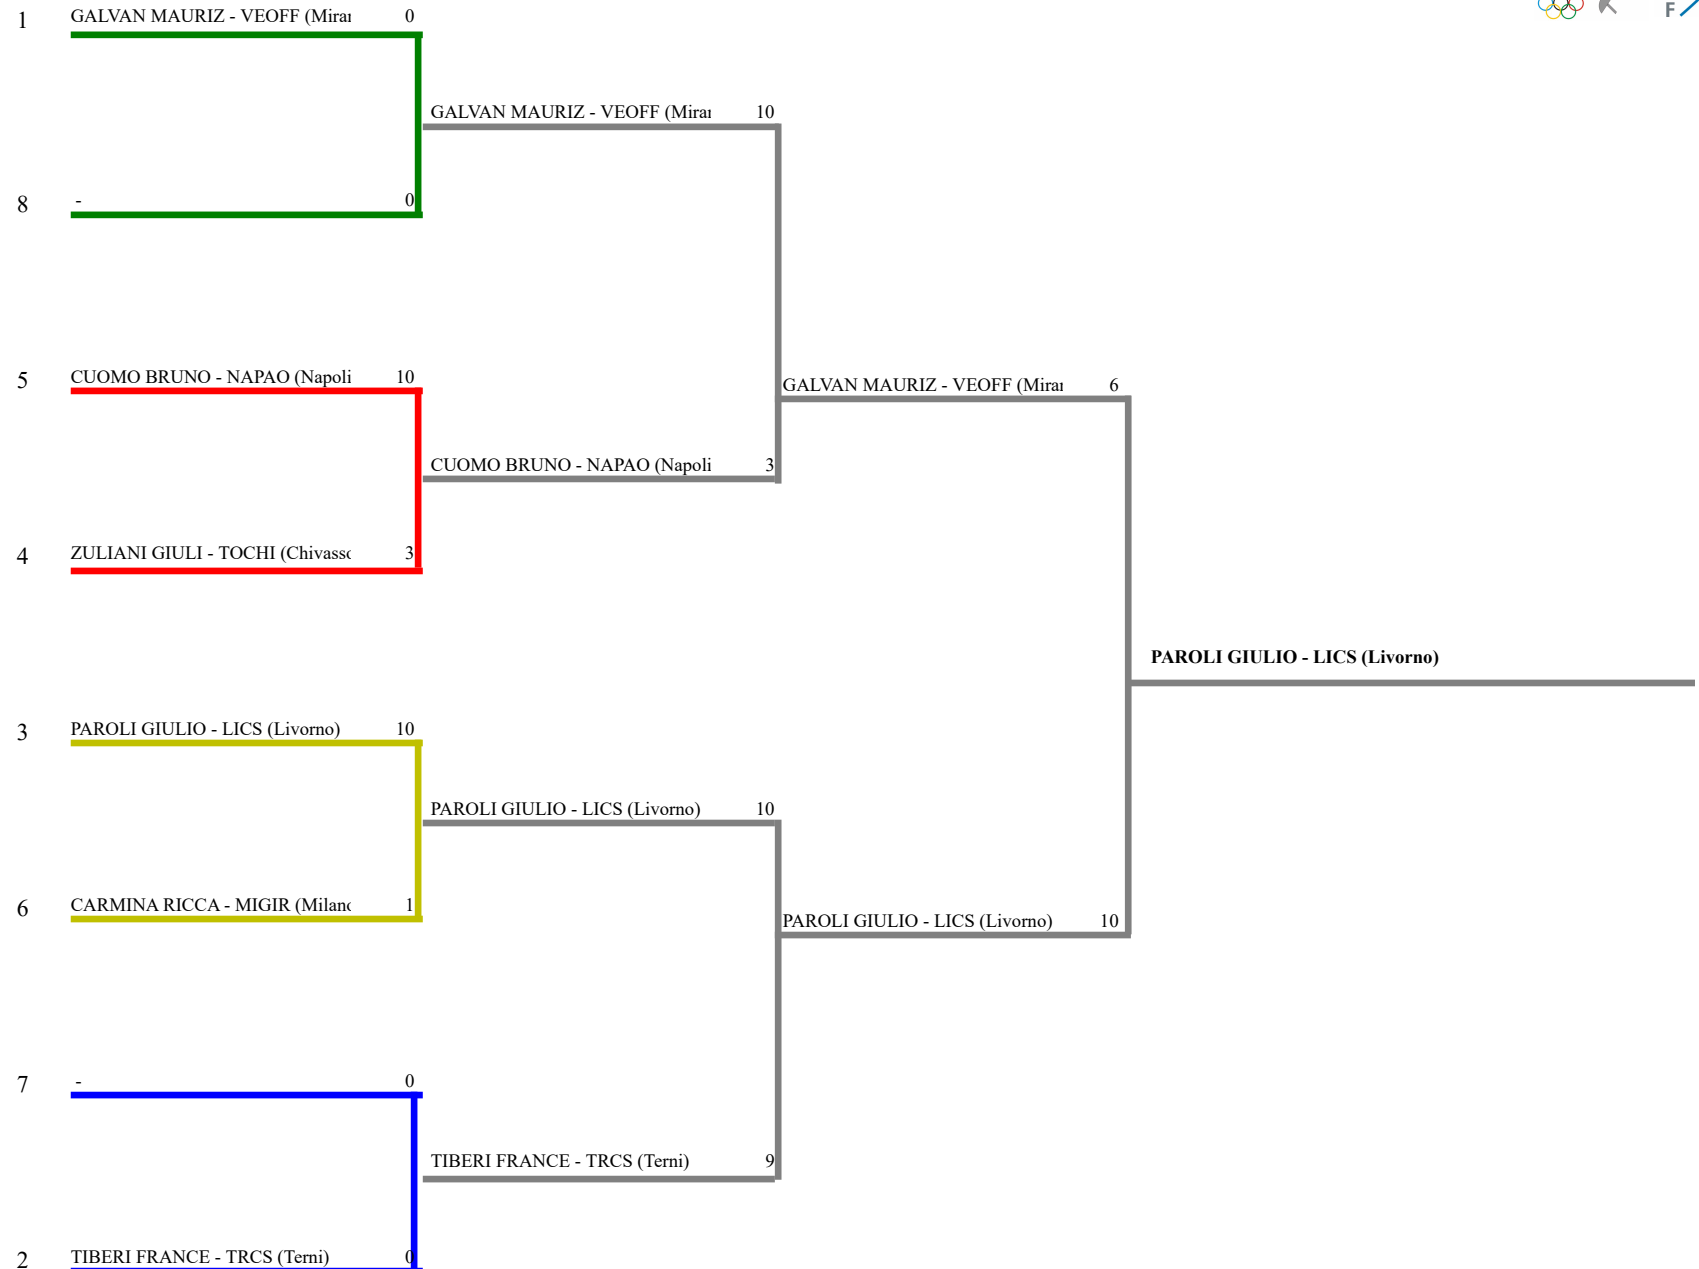 1 GALVAN MAURIZ - VEOFF (Mirar 0
F
GALVAN MAURIZ - VEOFF (Mirar 10
8 - 0
5 CUOMO BRUNO - NAPAO (Napoli 10
GALVAN MAURIZ - VEOFF (Mirar 6
CUOMO BRUNO - NAPAO (Napoli 3
4 ZULIANI GIULI - TOCHI (Chivasso 3
PAROLI GIULIO - LICS (Livorno)
3 PAROLI GIULIO - LICS (Livorno) 10
PAROLI GIULIO - LICS (Livorno) 10
6 CARMINA RICCA - MIGIR (Milano 1
PAROLI GIULIO - LICS (Livorno) 10
7 - 0
TIBERI FRANCE - TRCS (Terni) 9
2 TIBERI FRANCE - TRCS (Terni) 0